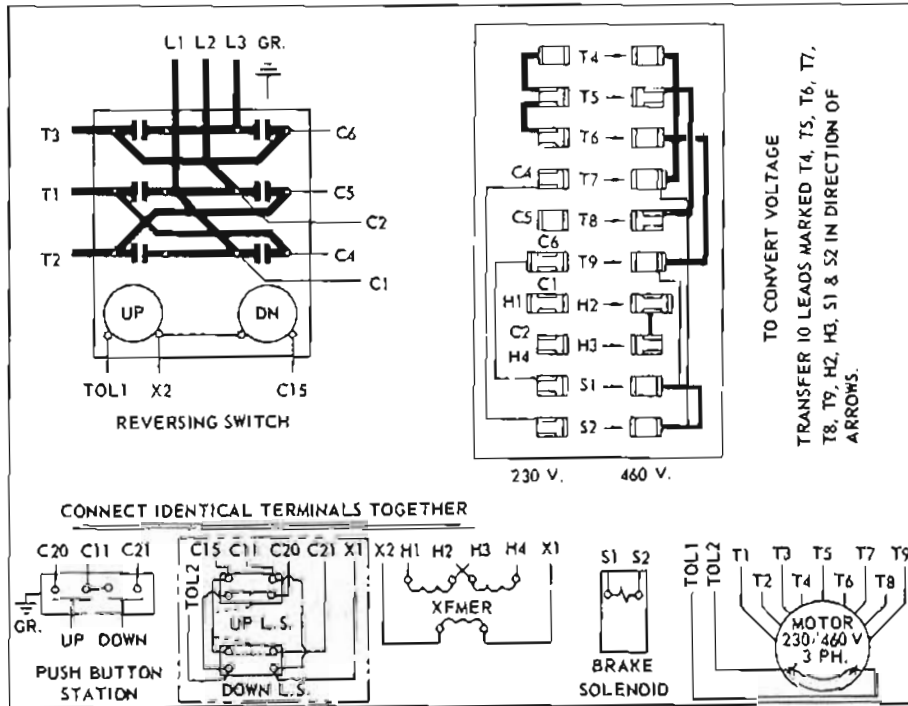 L1 L2 L3 GR.
T3
C6
T1
C5
C2
T2
C4
C1
UP
DN
TOL1 X2 C15
REVERSING SWITCH
T4
T5
T6
C4 T7
C5 T8
C6
T9
C1
H1 H2
C2
H3
H4
S1
S2
230 V. 460 V.
TO CONVERT VOLTAGE
TRANSFER 10 LEADS MARKED T4, T5, T6, T7,
T8, T9, H2, H3, S1 & S2 IN DIRECTION OF
ARROWS.
CONNECT IDENTICAL TERMINALS TOGETHER
C20 C11 C21
GR.
UP DOWN
PUSH BUTTON
STATION
C15 C11 C20 C21 X1
TOL2
UP L.S.
DOWN L.S.
X2 H1 H2 H3 H4 X1
XFMER
S1 S2
BRAKE
SOLENOID
TOL1
TOL2
T1 T3 T5 T7 T9
T2 T4 T6 T8
MOTOR
230/460 V
3 PH.